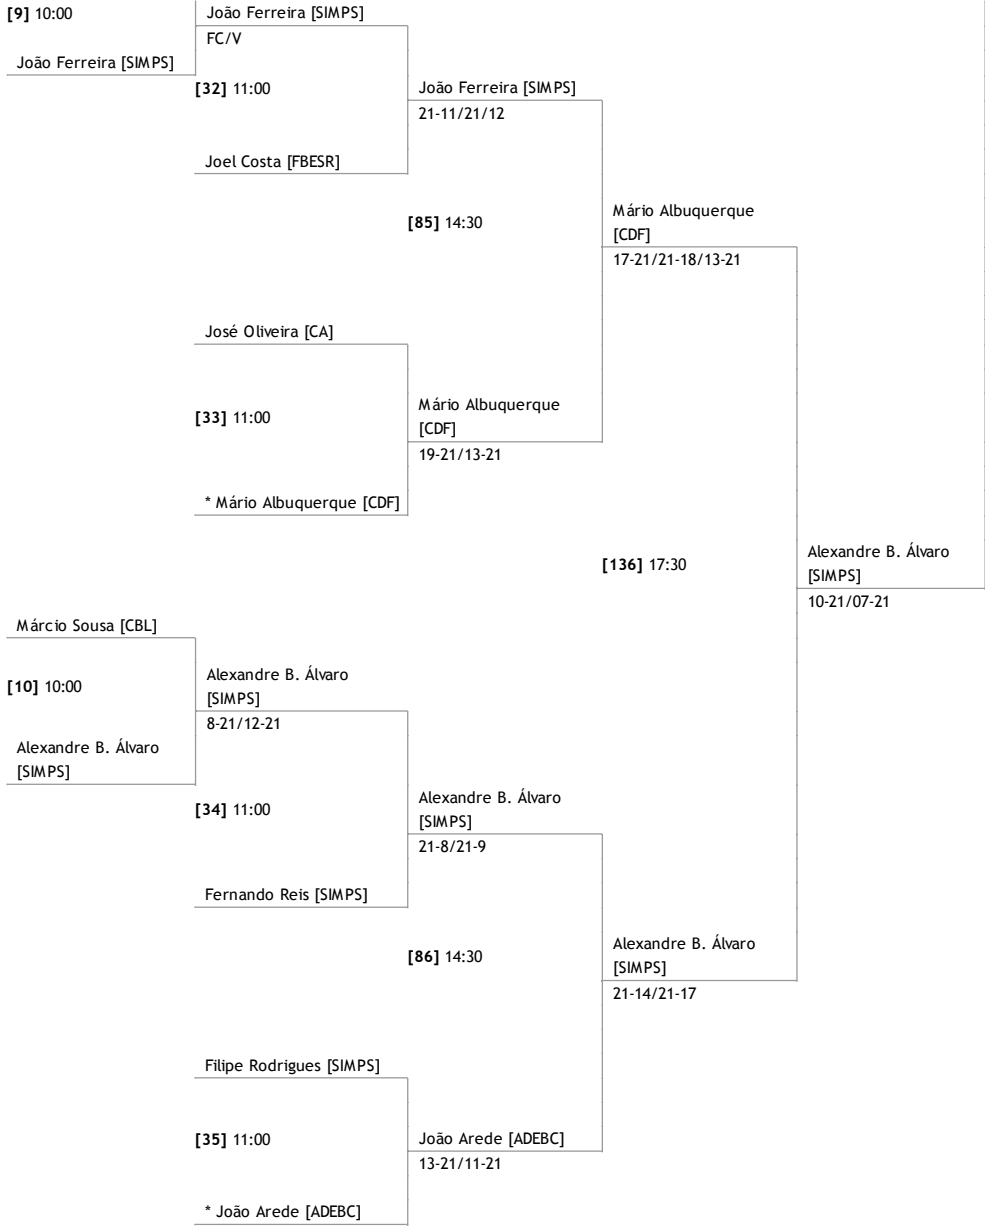 [9] 10:00
João Ferreira [SIMPS]
FC/V
João Ferreira [SIMPS]
[32] 11:00
João Ferreira [SIMPS]
21-11/21/12
Joel Costa [FBESR]
[85] 14:30
Mário Albuquerque
[CDF]
17-21/21-18/13-21
José Oliveira [CA]
[33] 11:00
Mário Albuquerque
[CDF]
19-21/13-21
* Mário Albuquerque [CDF]
[136] 17:30
Alexandre B. Álvaro
[SIMPS]
10-21/07-21
Márcio Sousa [CBL]
[10] 10:00
Alexandre B. Álvaro
[SIMPS]
8-21/12-21
Alexandre B. Álvaro
[SIMPS]
[34] 11:00
Alexandre B. Álvaro
[SIMPS]
21-8/21-9
Fernando Reis [SIMPS]
[86] 14:30
Alexandre B. Álvaro
[SIMPS]
21-14/21-17
Filipe Rodrigues [SIMPS]
[35] 11:00
João Arede [ADEBC]
13-21/11-21
* João Arede [ADEBC]